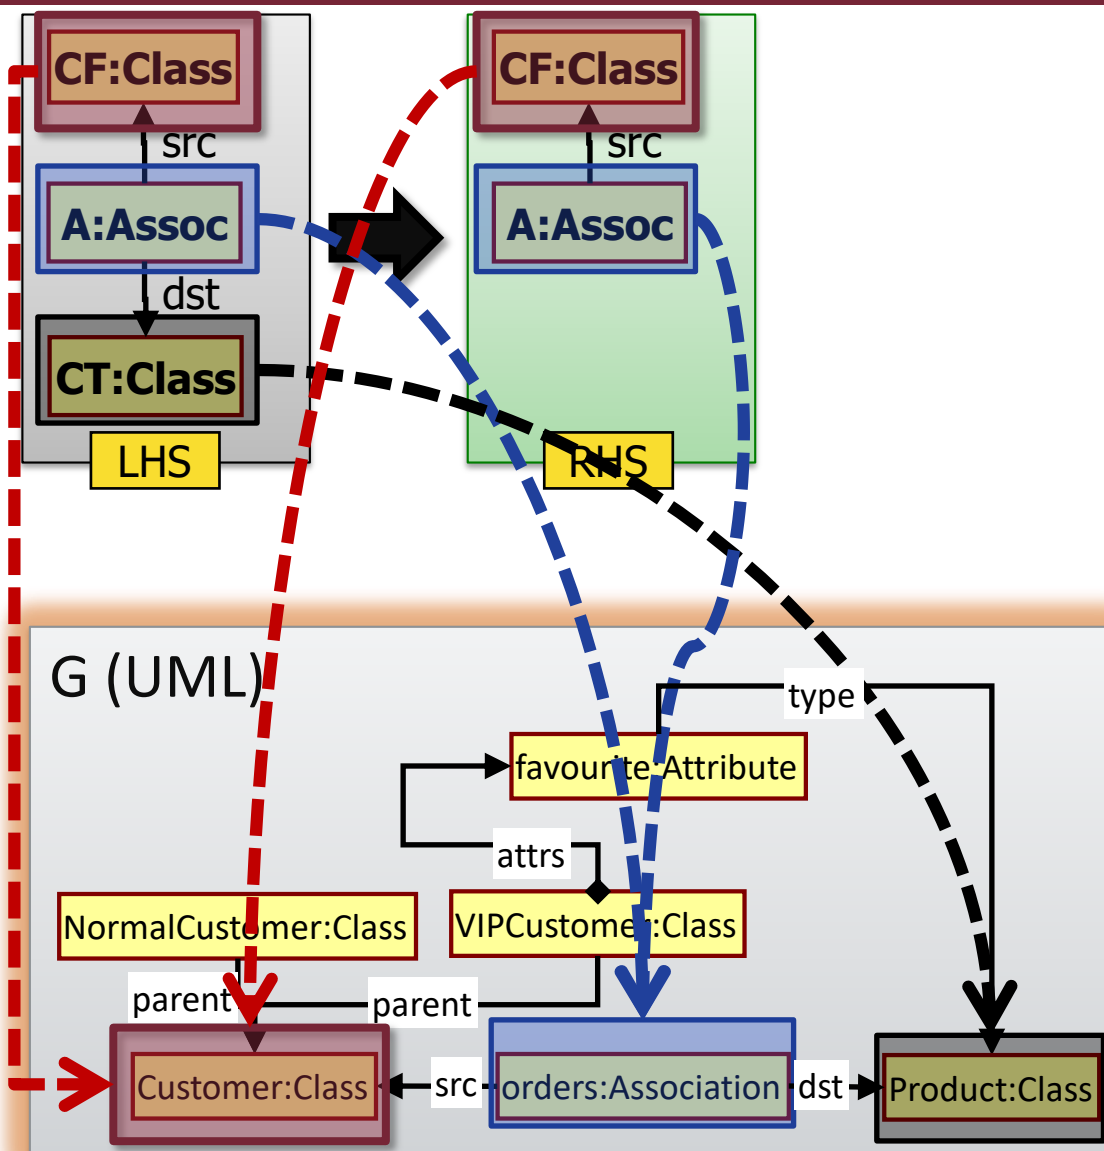 CF:Class
CF:Class
src
src
A:Assoc
A:Assoc
dst
CT:Class
LHS
RHS
G (UML)
type
favourite:Attribute
attrs
NormalCustomer:Class
VIPCustomer:Class
parent
parent
Customer:Class
src
orders:Association
dst
Product:Class